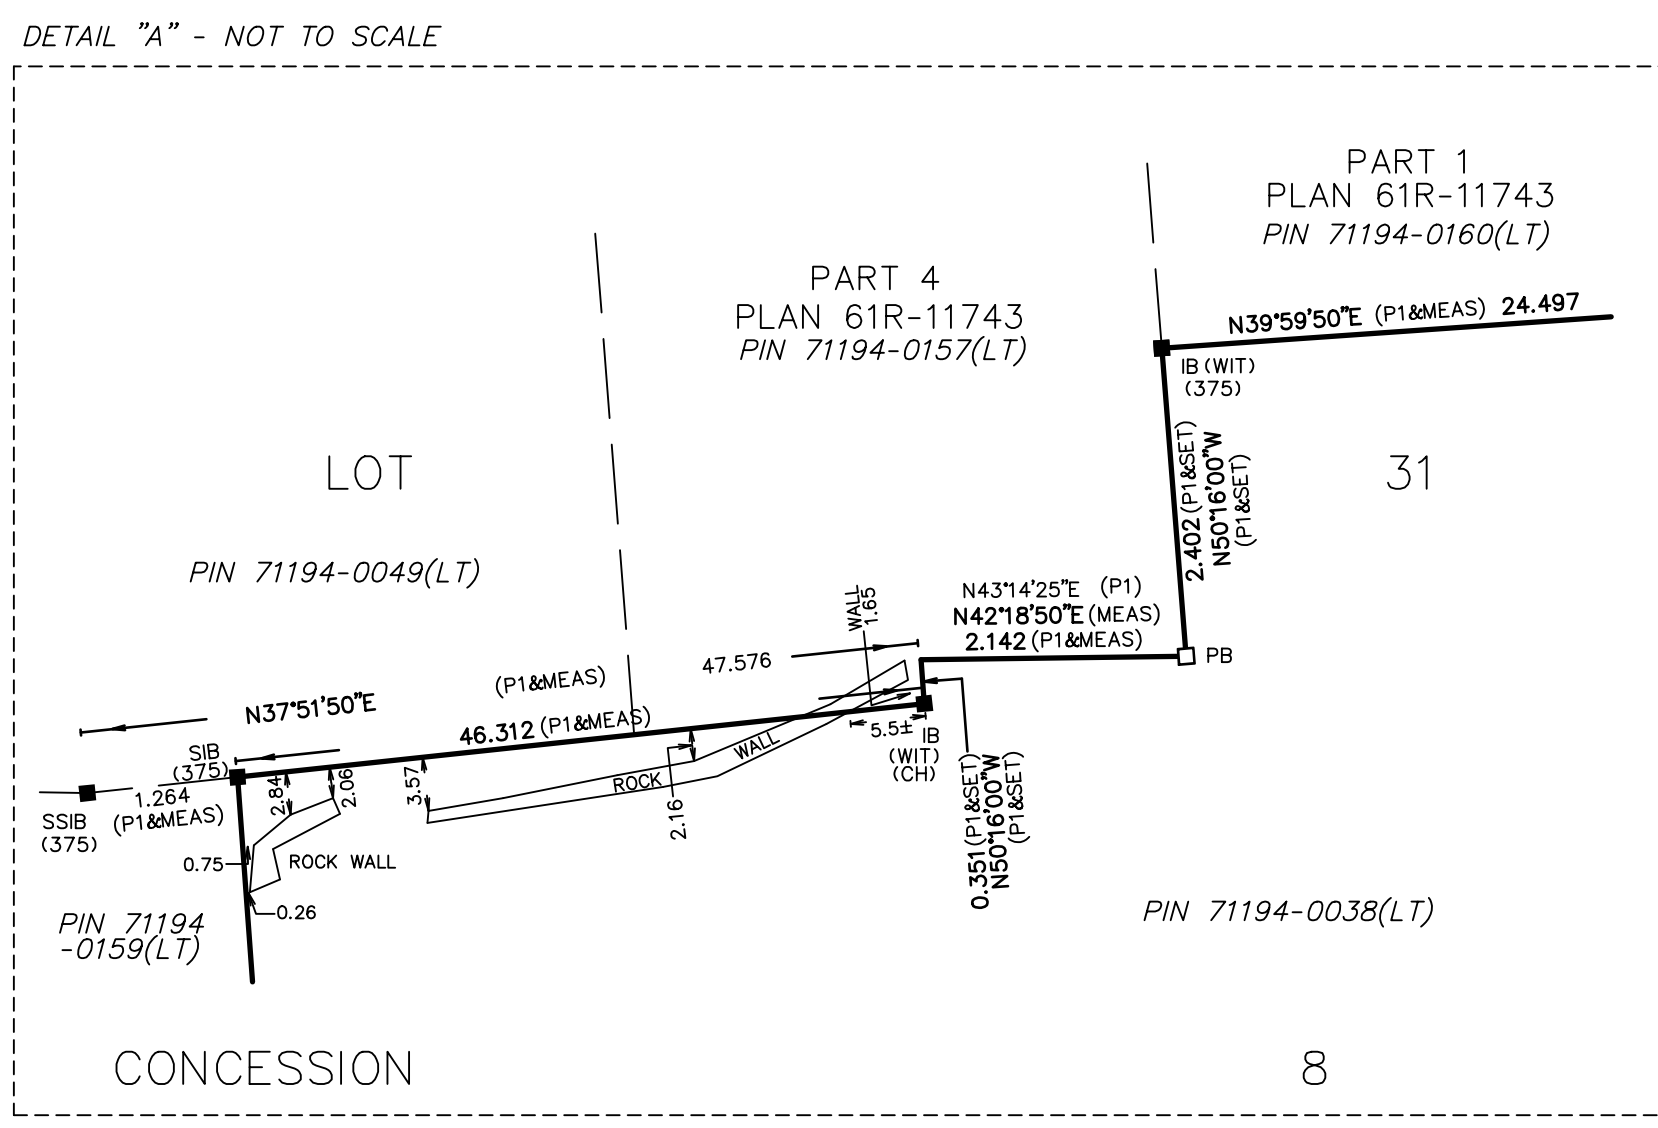 DETAIL "A" - NOT TO SCALE
PART 1
PLAN 61R-11743
PIN 71194-0160(LT)
PART 4
PLAN 61R-11743
PIN 71194-0157(LT)
N39°59'50"E (P1&MEAS) 24.497
IB (WIT)
(375)
LOT
31
2.402 (P1&SET)
N50°16'00"W
(P1&SET)
PIN 71194-0049(LT)
N43°14'25"E (P1)
N42°18'50"E (MEAS)
2.142 (P1&MEAS)
PB
WALL
1.65
47.576
(P1&MEAS)
N37°51'50"E
46.312 (P1&MEAS)
5.5±
IB
(WIT)
(CH)
SIB
(375)
1.264
(P1&MEAS)
SSIB
(375)
2.84
2.06
3.57
ROCK WALL
2.16
0.351 (P1&SET)
N50°16'00"W
(P1&SET)
0.75
ROCK WALL
0.26
PIN 71194
-0159(LT)
PIN 71194-0038(LT)
CONCESSION
8